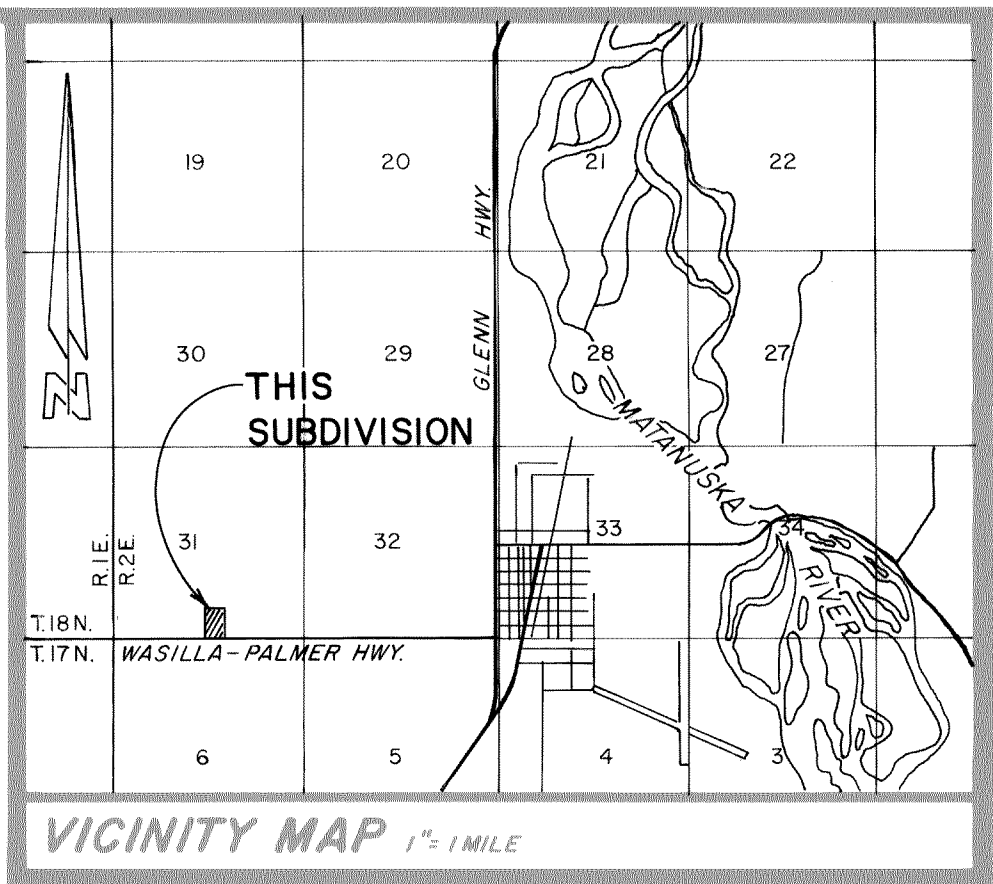 19
20
21
22
GLENN HWY.
30
29
28
27
THIS
SUBDIVISION
MATANUSKA RIVER
R.1E.
R.2E.
31
32
33
34
T.18N.
T.17N.
WASILLA-PALMER HWY.
6
5
4
3
N
VICINITY MAP 1"= 1 MILE